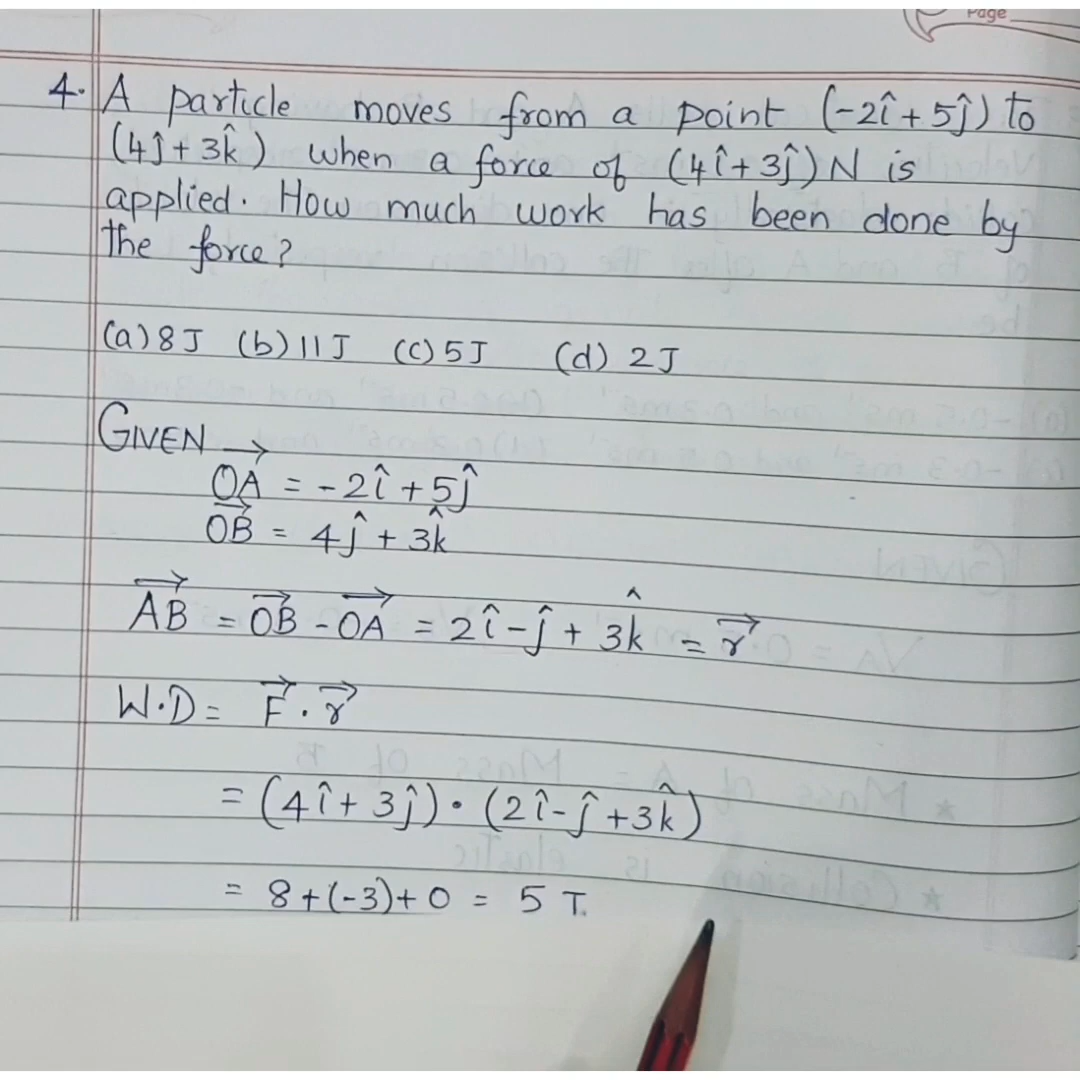 Page
4. A particle moves from a point (-2î + 5ĵ) to
(4ĵ + 3k̂) when a force of (4î + 3ĵ) N is
applied. How much work has been done by
the force?
(a) 8 J (b) 11 J (c) 5 J (d) 2 J
GIVEN
OA⃗ = -2î + 5ĵ
OB⃗ = 4ĵ + 3k̂
AB⃗ = OB⃗ - OA⃗ = 2î - ĵ + 3k̂ = r⃗
W.D = F⃗ . r⃗
= (4î + 3ĵ) • (2î - ĵ + 3k̂)
= 8 + (-3) + 0 = 5 J.